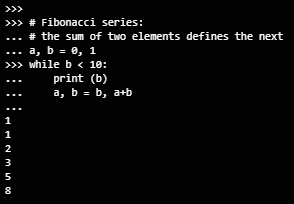 >>>
>>> # Fibonacci series:
... # the sum of two elements defines the next
... a, b = 0, 1
>>> while b < 10:
...     print (b)
...     a, b = b, a+b
...
1
1
2
3
5
8